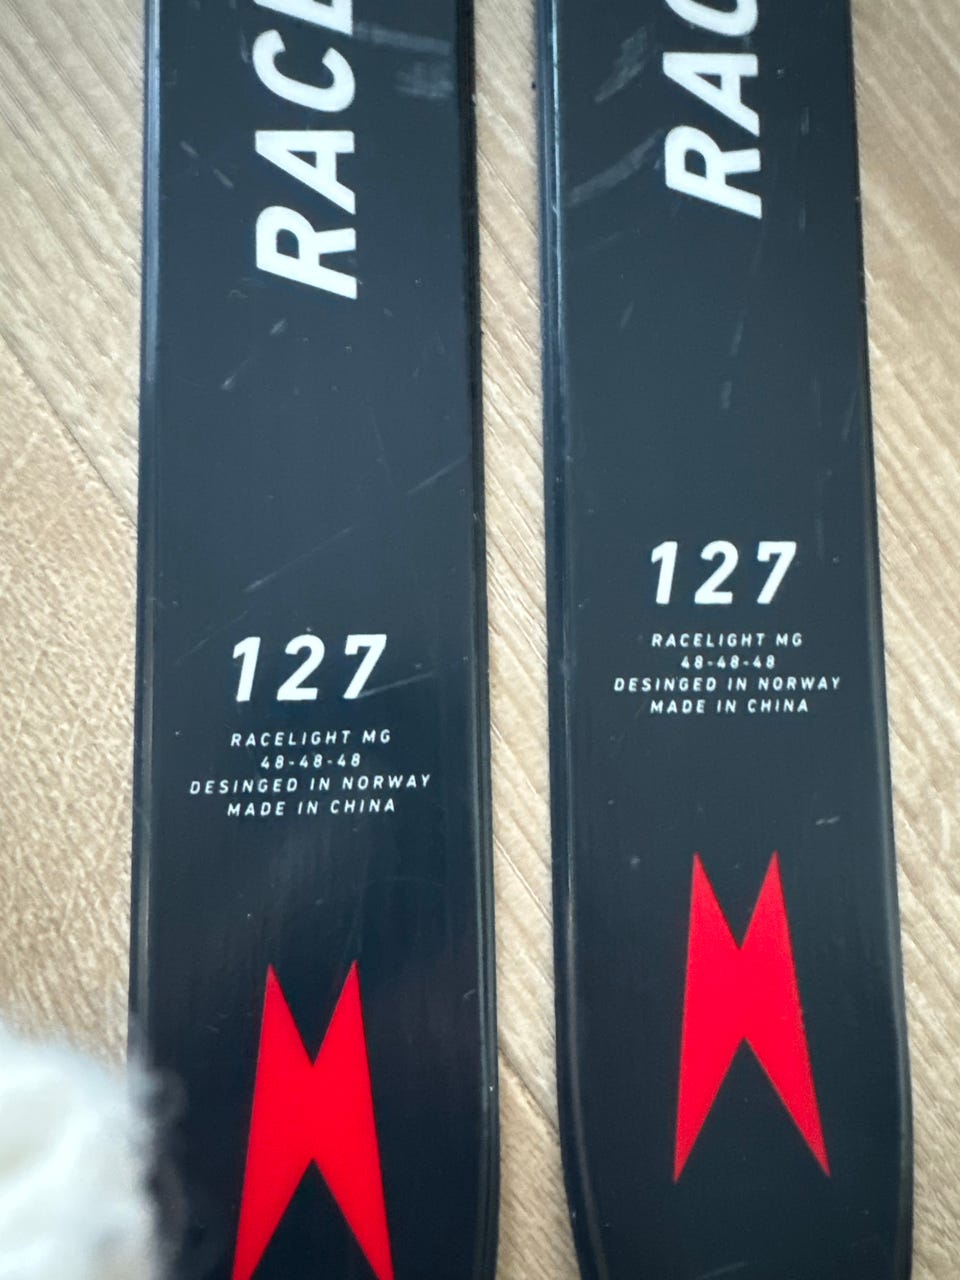 RACE
127
RACELIGHT MG
48-48-48
DESINGED IN NORWAY
MADE IN CHINA
RAC
127
RACELIGHT MG
48-48-48
DESINGED IN NORWAY
MADE IN CHINA